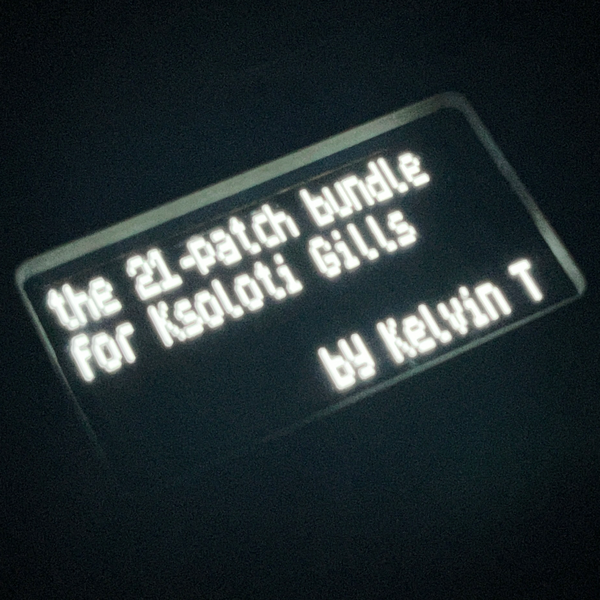 the 21-patch bundle
for Ksoloti Gills
by Kelvin T